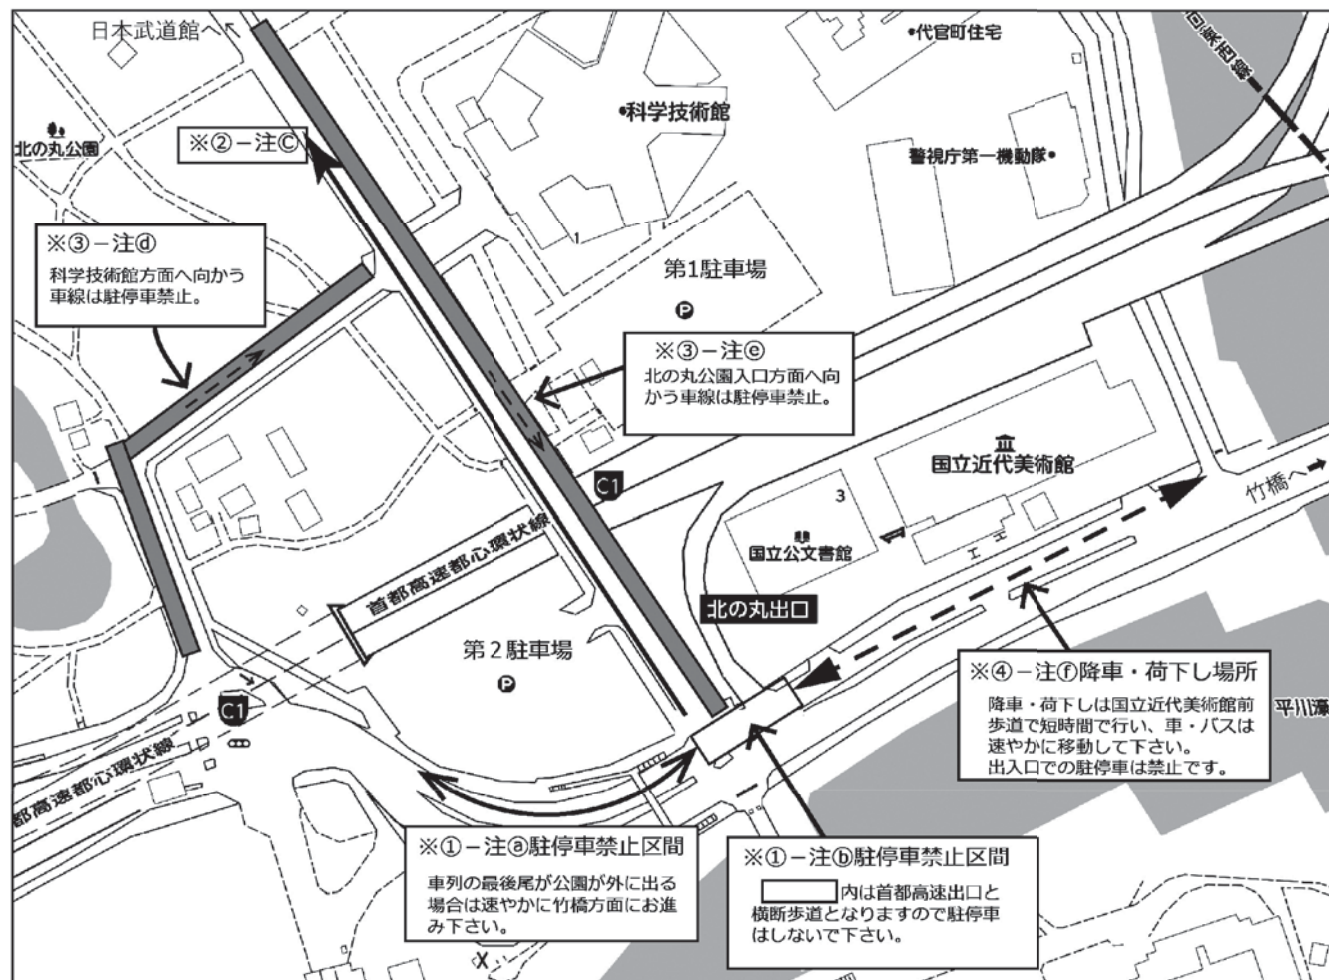 日本武道館へ↖
・代官町住宅
・科学技術館
北の丸公園
※②－注Ⓒ
警視庁第一機動隊・
※③－注ⓓ
科学技術館方面へ向かう
車線は駐停車禁止。
1
第1駐車場
P
※③－注ⓔ
北の丸公園入口方面へ向
かう車線は駐停車禁止。
国立近代美術館
竹橋へ➡
C1
3
国立公文書館
首都高速都心環状線
北の丸出口
第２駐車場
P
※④－注ⓕ降車・荷下し場所
降車・荷下しは国立近代美術館前
歩道で短時間で行い、車・バスは
速やかに移動して下さい。
出入口での駐停車は禁止です。
平川濠
C1
都高速都心環状線
※①－注ⓐ駐停車禁止区間
車列の最後尾が公園が外に出る
場合は速やかに竹橋方面にお進
み下さい。
※①－注ⓑ駐停車禁止区間
内は首都高速出口と
横断歩道となりますので駐停車
はしないで下さい。